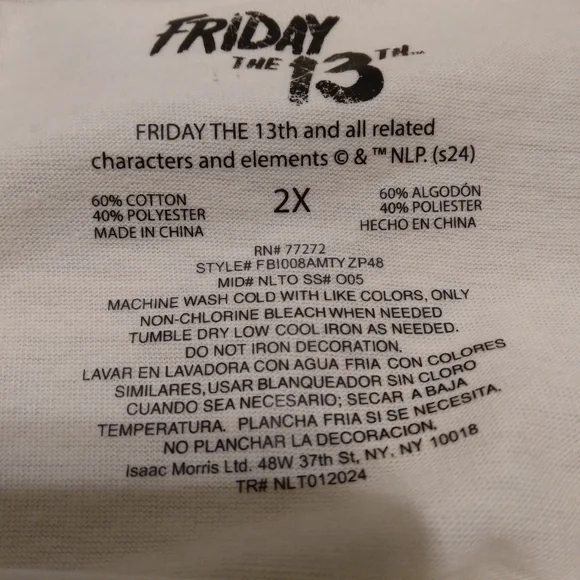 FRIDAY
THE 13TH™
FRIDAY THE 13th and all related
characters and elements © & ™ NLP. (s24)
60% COTTON
40% POLYESTER
MADE IN CHINA
2X
60% ALGODÓN
40% POLIESTER
HECHO EN CHINA
RN# 77272
STYLE# FBI008AMTYZP48
MID# NLTO SS# O05
MACHINE WASH COLD WITH LIKE COLORS, ONLY
NON-CHLORINE BLEACH WHEN NEEDED
TUMBLE DRY LOW COOL IRON AS NEEDED.
DO NOT IRON DECORATION.
LAVAR EN LAVADORA CON AGUA FRIA CON COLORES
SIMILARES, USAR BLANQUEADOR SIN CLORO
CUANDO SEA NECESARIO; SECAR A BAJA
TEMPERATURA. PLANCHA FRIA SI SE NECESITA.
NO PLANCHAR LA DECORACION.
Isaac Morris Ltd. 48W 37th St, NY, NY 10018
TR# NLT012024